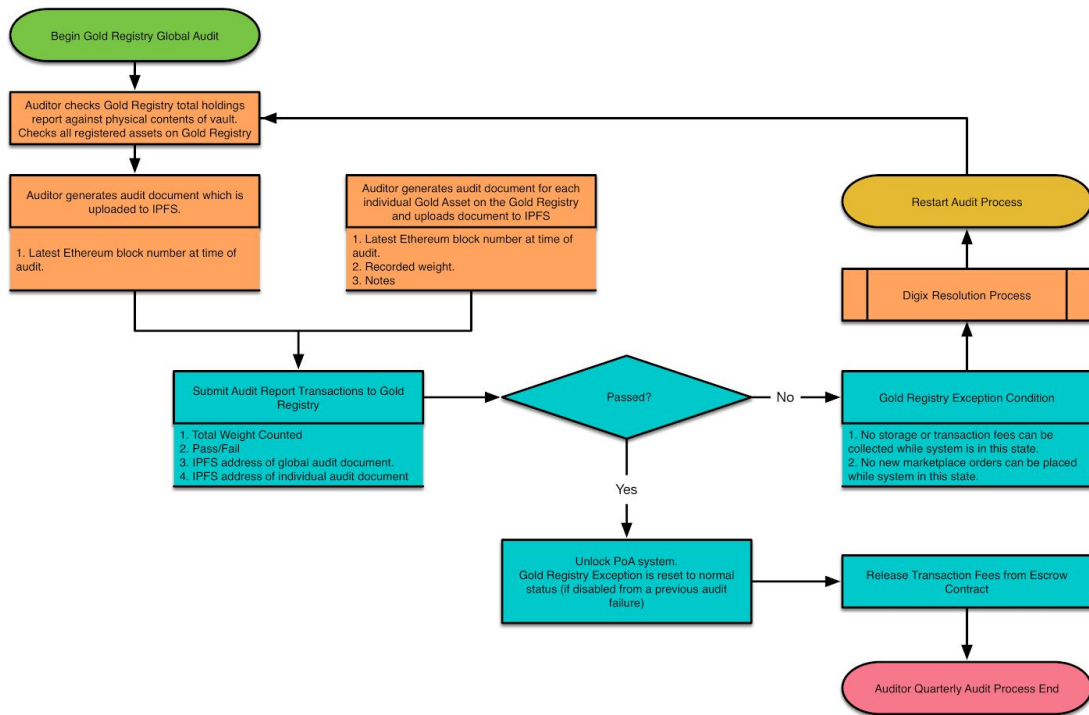 Begin Gold Registry Global Audit
Auditor checks Gold Registry total holdings
report against physical contents of vault.
Checks all registered assets on Gold Registry
Auditor generates audit document which is
uploaded to IPFS.
1. Latest Ethereum block number at time of
audit.
Auditor generates audit document for each
individual Gold Asset on the Gold Registry
and uploads document to IPFS
1. Latest Ethereum block number at time of
audit.
2. Recorded weight.
3. Notes
Restart Audit Process
Digix Resolution Process
Submit Audit Report Transactions to Gold
Registry
1. Total Weight Counted
2. Pass/Fail
3. IPFS address of global audit document.
4. IPFS address of individual audit document
Passed?
No
Gold Registry Exception Condition
1. No storage or transaction fees can be
collected while system is in this state.
2. No new marketplace orders can be placed
while system in this state.
Yes
Unlock PoA system.
Gold Registry Exception is reset to normal
status (if disabled from a previous audit
failure)
Release Transaction Fees from Escrow
Contract
Auditor Quarterly Audit Process End